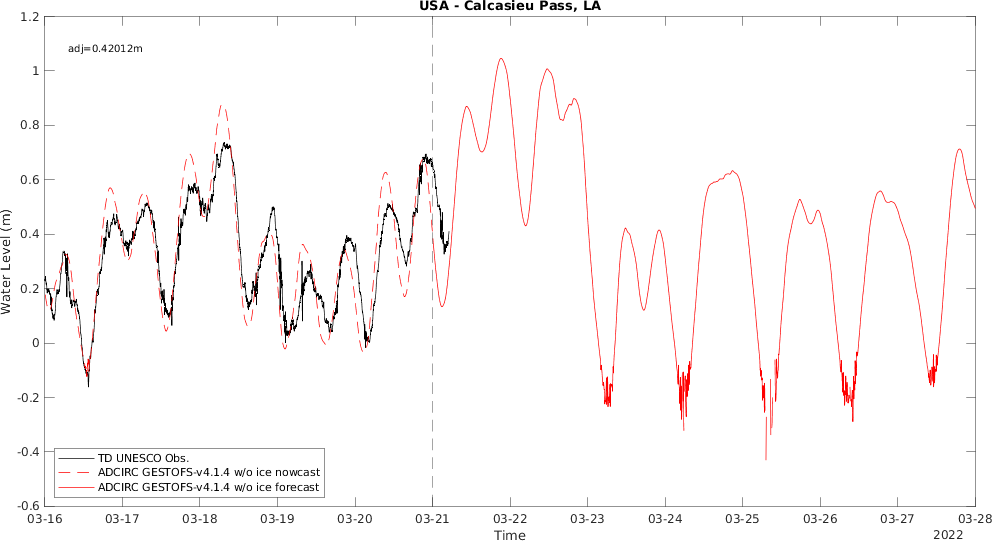 USA - Calcasieu Pass, LA
adj=0.42012m
1.2
1
0.8
0.6
0.4
0.2
0
-0.2
-0.4
-0.6
Water Level (m)
TD UNESCO Obs.
ADCIRC GESTOFS-v4.1.4 w/o ice nowcast
ADCIRC GESTOFS-v4.1.4 w/o ice forecast
03-16 03-17 03-18 03-19 03-20 03-21 03-22 03-23 03-24 03-25 03-26 03-27 03-28
Time
2022